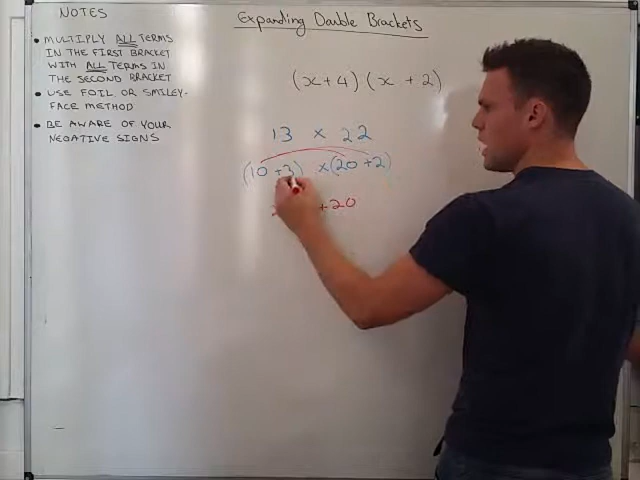 NOTES
Expanding Double Brackets
• MULTIPLY ALL TERMS
IN THE FIRST BRACKET
WITH ALL TERMS IN
THE SECOND BRACKET
• USE FOIL OR SMILEY-
FACE METHOD
• BE AWARE OF YOUR
NEGATIVE SIGNS
(x+4)(x+2)
13 x 22
(10+3) x(20+2)
+20